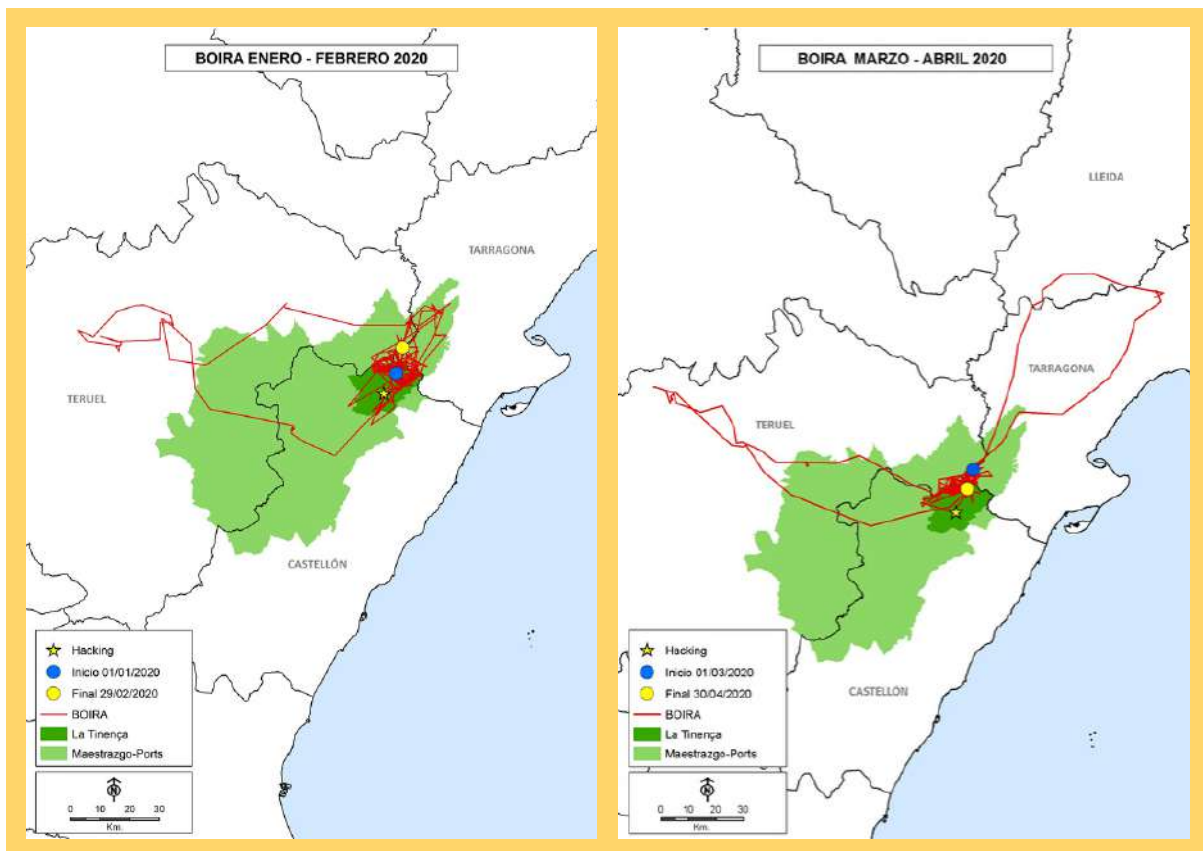 BOIRA ENERO - FEBRERO 2020
TARRAGONA
TERUEL
CASTELLÓN
Hacking
Inicio 01/01/2020
Final 29/02/2020
BOIRA
La Tinença
Maestrazgo-Ports
N
0 10 20 30
Km.
BOIRA MARZO - ABRIL 2020
LLEIDA
TARRAGONA
TERUEL
CASTELLÓN
Hacking
Inicio 01/03/2020
Final 30/04/2020
BOIRA
La Tinença
Maestrazgo-Ports
N
0 10 20 30
Km.